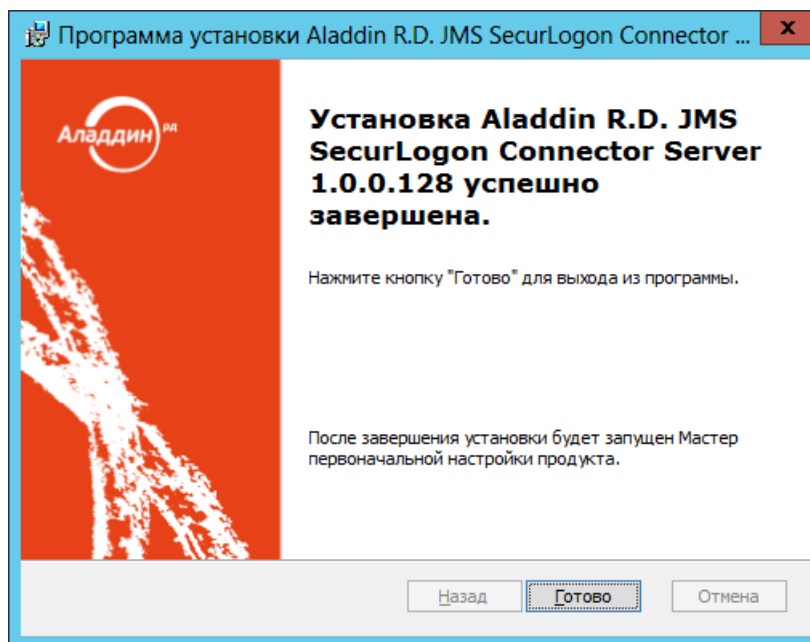 Программа установки Aladdin R.D. JMS SecurLogon Connector ...
x
Аладдин РД
Установка Aladdin R.D. JMS
SecurLogon Connector Server
1.0.0.128 успешно
завершена.
Нажмите кнопку "Готово" для выхода из программы.
После завершения установки будет запущен Мастер
первоначальной настройки продукта.
Назад Готово Отмена